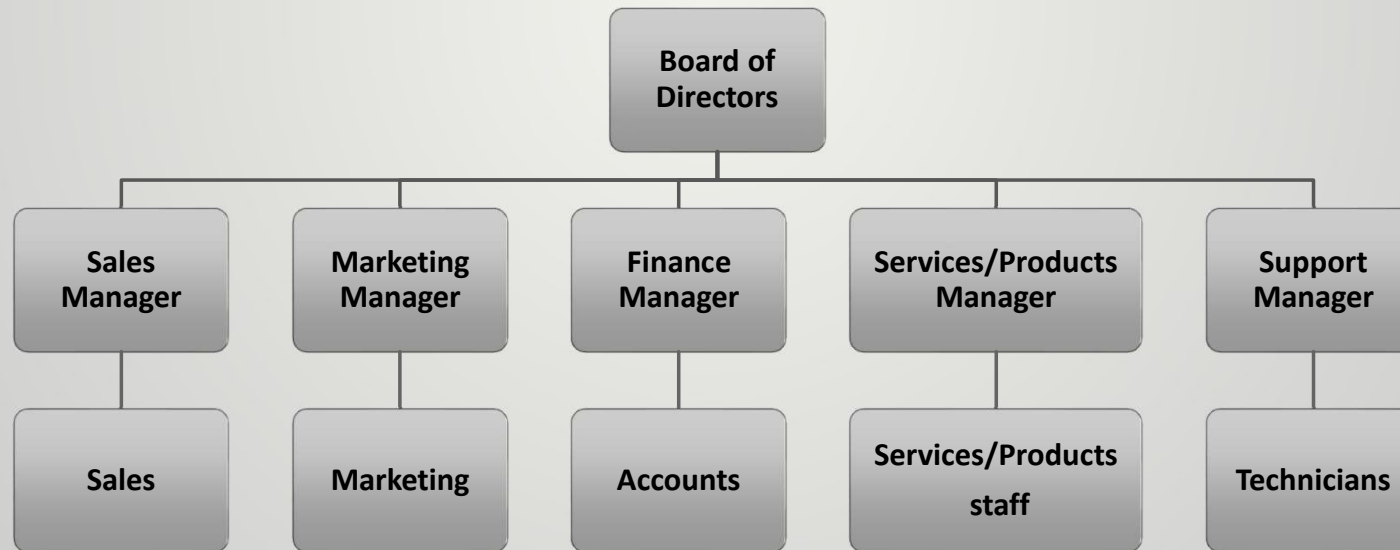 Board of
Directors
Sales
Manager
Marketing
Manager
Finance
Manager
Services/Products
Manager
Support
Manager
Sales
Marketing
Accounts
Services/Products
staff
Technicians